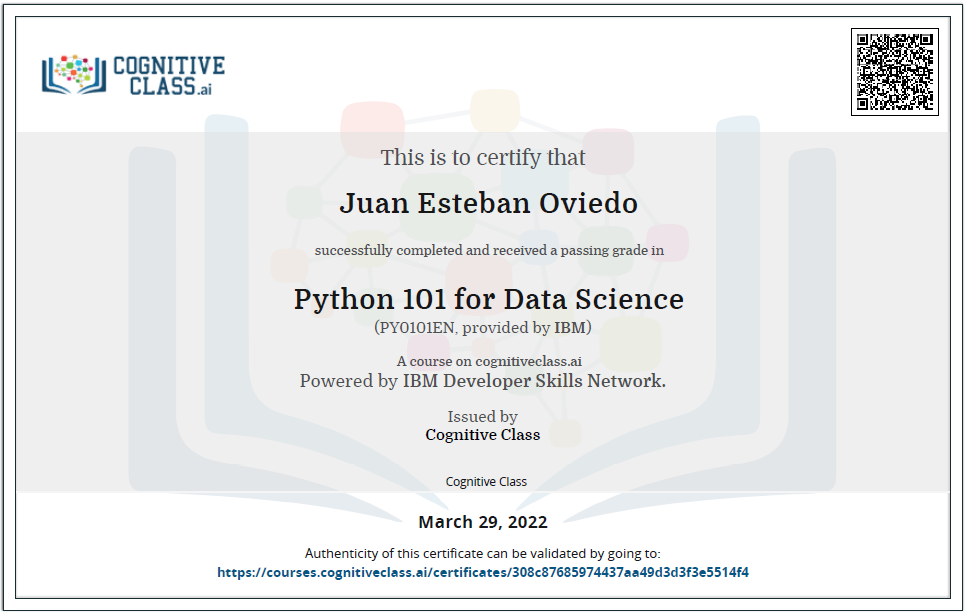 COGNITIVE
CLASS.ai
This is to certify that
Juan Esteban Oviedo
successfully completed and received a passing grade in
Python 101 for Data Science
(PY0101EN, provided by IBM)
A course on cognitiveclass.ai
Powered by IBM Developer Skills Network.
Issued by
Cognitive Class
Cognitive Class
March 29, 2022
Authenticity of this certificate can be validated by going to:
https://courses.cognitiveclass.ai/certificates/308c87685974437aa49d3d3f3e5514f4